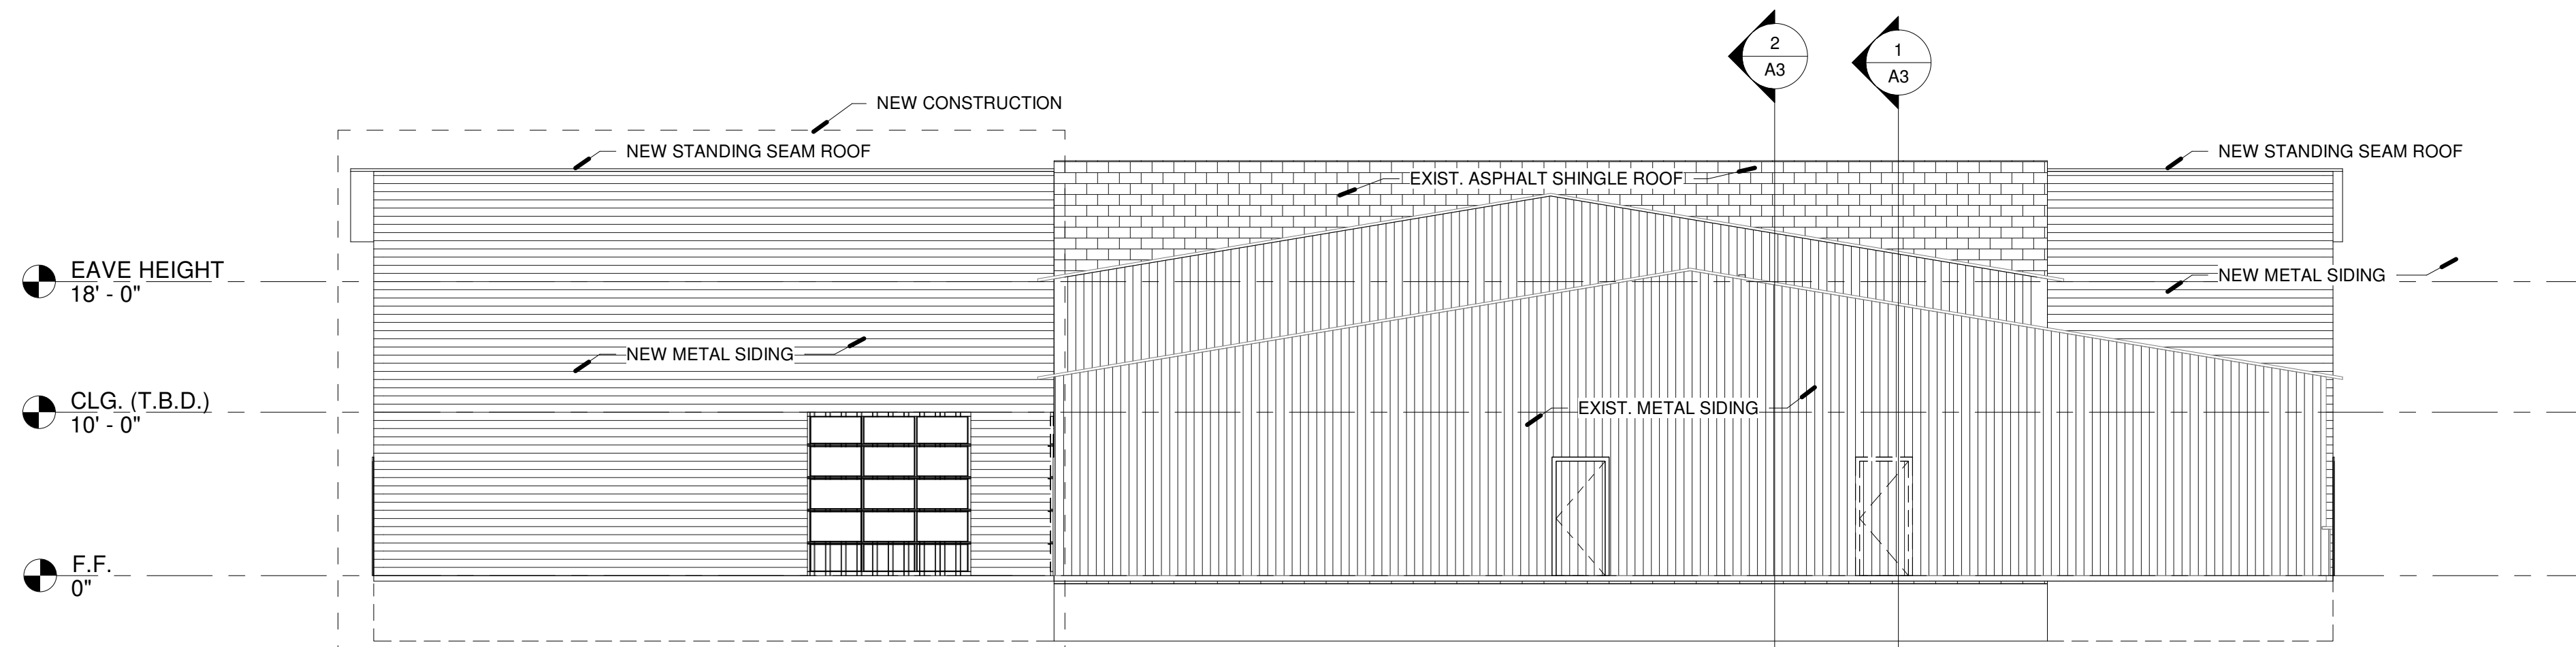 2
A3
1
A3
NEW CONSTRUCTION
NEW STANDING SEAM ROOF
NEW STANDING SEAM ROOF
EXIST. ASPHALT SHINGLE ROOF
EAVE HEIGHT
18' - 0"
NEW METAL SIDING
NEW METAL SIDING
CLG. (T.B.D.)
10' - 0"
EXIST. METAL SIDING
F.F.
0"